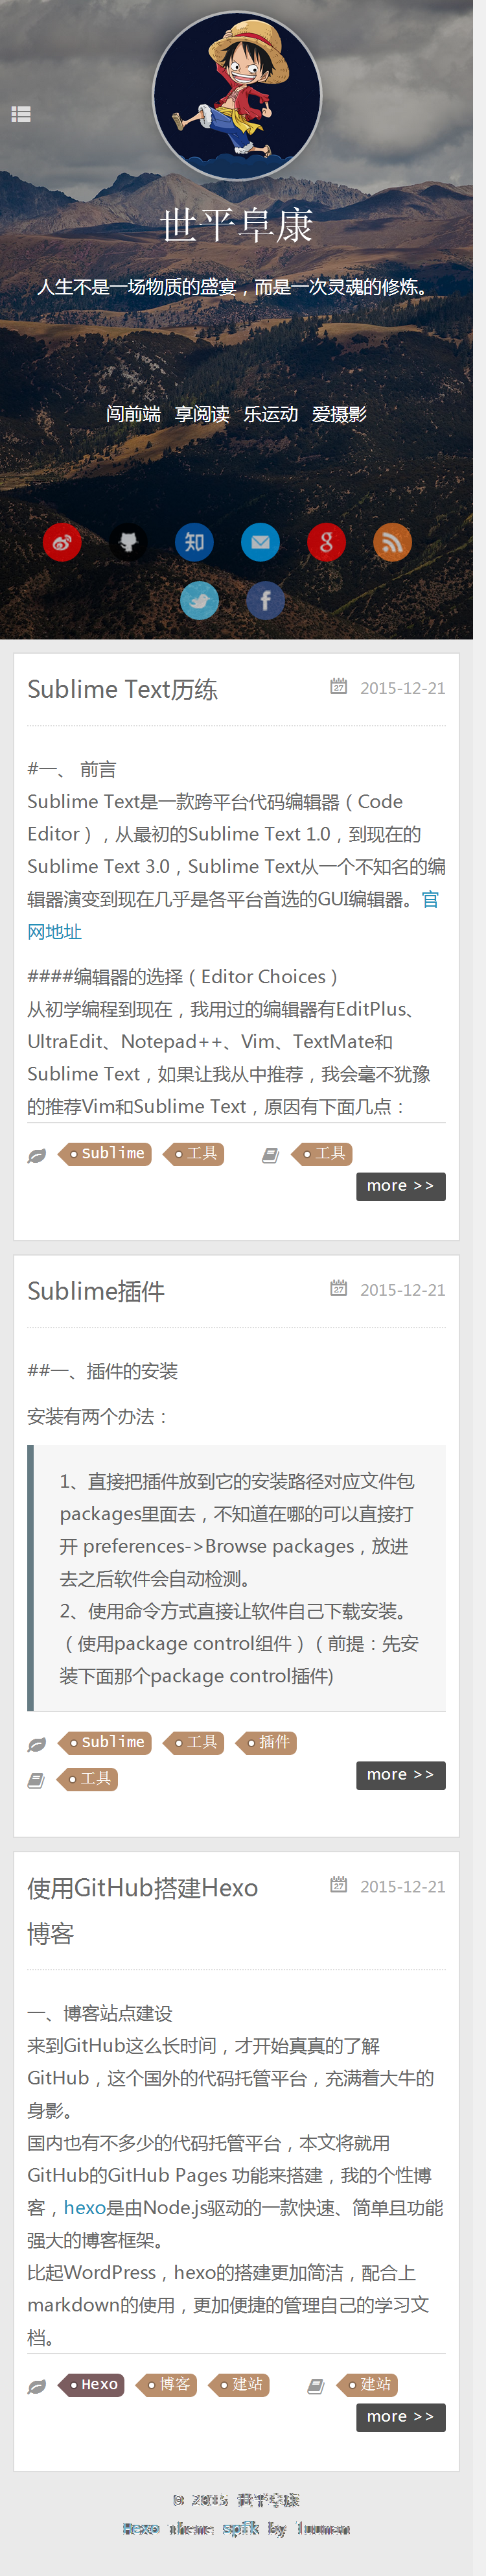 世平阜康
人生不是一场物质的盛宴，而是一次灵魂的修炼。
闯前端 享阅读 乐运动 爱摄影
知
Sublime Text历练
27 2015-12-21
#一、 前言
Sublime Text是一款跨平台代码编辑器（Code
Editor），从最初的Sublime Text 1.0，到现在的
Sublime Text 3.0，Sublime Text从一个不知名的编
辑器演变到现在几乎是各平台首选的GUI编辑器。官
网地址
####编辑器的选择（Editor Choices）
从初学编程到现在，我用过的编辑器有EditPlus、
UltraEdit、Notepad++、Vim、TextMate和
Sublime Text，如果让我从中推荐，我会毫不犹豫
的推荐Vim和Sublime Text，原因有下面几点：
Sublime 工具 工具
more >>
Sublime插件
27 2015-12-21
##一、插件的安装
安装有两个办法：
1、直接把插件放到它的安装路径对应文件包
packages里面去，不知道在哪的可以直接打
开 preferences->Browse packages，放进
去之后软件会自动检测。
2、使用命令方式直接让软件自己下载安装。
（使用package control组件）（前提：先安
装下面那个package control插件)
Sublime 工具 插件
工具
more >>
使用GitHub搭建Hexo
博客
27 2015-12-21
一、博客站点建设
来到GitHub这么长时间，才开始真真的了解
GitHub，这个国外的代码托管平台，充满着大牛的
身影。
国内也有不多少的代码托管平台，本文将就用
GitHub的GitHub Pages 功能来搭建，我的个性博
客，hexo是由Node.js驱动的一款快速、简单且功能
强大的博客框架。
比起WordPress，hexo的搭建更加简洁，配合上
markdown的使用，更加便捷的管理自己的学习文
档。
Hexo 博客 建站 建站
more >>
© 2015 世平阜康
Hexo Theme spfk by luuman